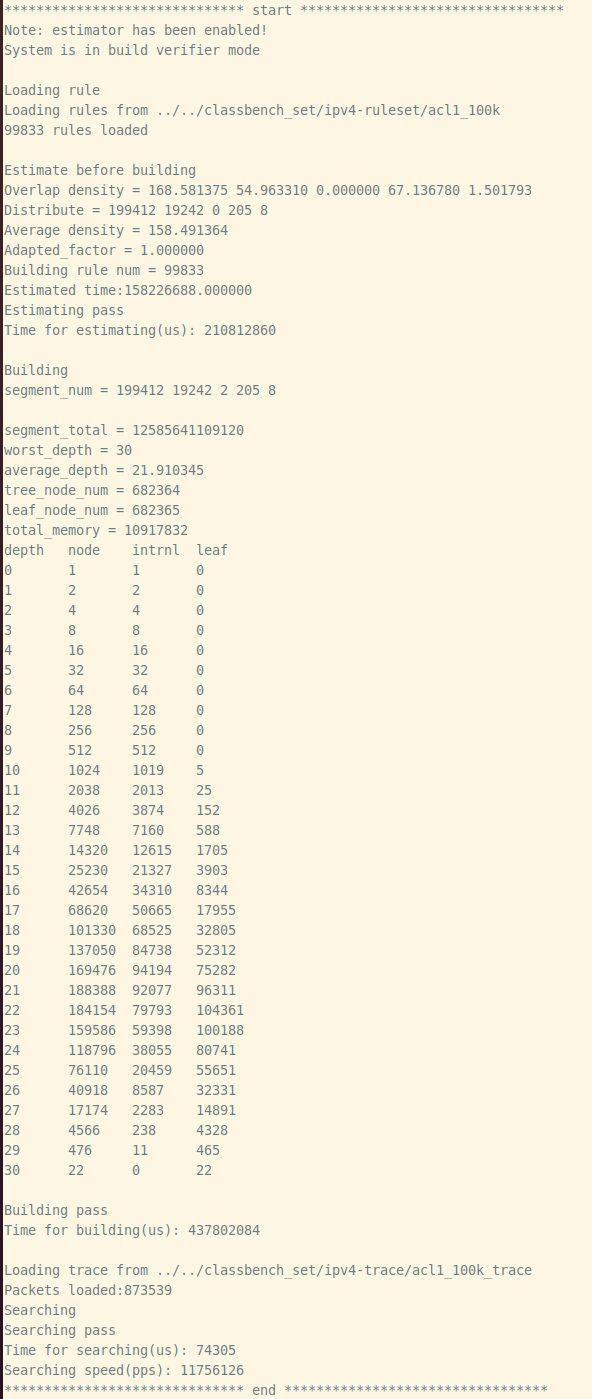 ****************************** start *********************************
Note: estimator has been enabled!
System is in build verifier mode

Loading rule
Loading rules from ../../classbench_set/ipv4-ruleset/acl1_100k
99833 rules loaded

Estimate before building
Overlap density = 168.581375 54.963310 0.000000 67.136780 1.501793
Distribute = 199412 19242 0 205 8
Average density = 158.491364
Adapted_factor = 1.000000
Building rule num = 99833
Estimated time:158226688.000000
Estimating pass
Time for estimating(us): 210812860

Building
segment_num = 199412 19242 2 205 8

segment_total = 12585641109120
worst_depth = 30
average_depth = 21.910345
tree_node_num = 682364
leaf_node_num = 682365
total_memory = 10917832
depth   node    intrnl  leaf
0       1       1       0
1       2       2       0
2       4       4       0
3       8       8       0
4       16      16      0
5       32      32      0
6       64      64      0
7       128     128     0
8       256     256     0
9       512     512     0
10      1024    1019    5
11      2038    2013    25
12      4026    3874    152
13      7748    7160    588
14      14320   12615   1705
15      25230   21327   3903
16      42654   34310   8344
17      68620   50665   17955
18      101330  68525   32805
19      137050  84738   52312
20      169476  94194   75282
21      188388  92077   96311
22      184154  79793   104361
23      159586  59398   100188
24      118796  38055   80741
25      76110   20459   55651
26      40918   8587    32331
27      17174   2283    14891
28      4566    238     4328
29      476     11      465
30      22      0       22

Building pass
Time for building(us): 437802084

Loading trace from ../../classbench_set/ipv4-trace/acl1_100k_trace
Packets loaded:873539
Searching
Searching pass
Time for searching(us): 74305
Searching speed(pps): 11756126
****************************** end *********************************